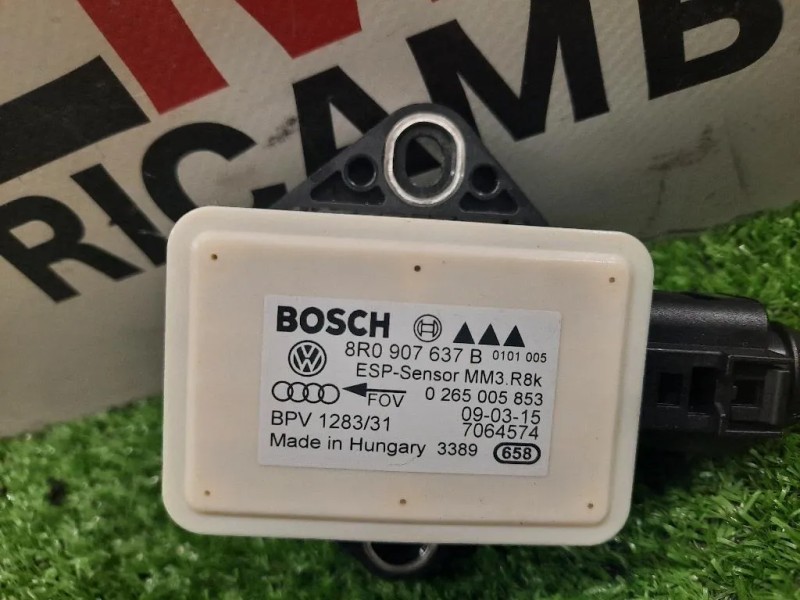 RICAMB
BOSCH
8R0 907 637 B 0101 005
ESP-Sensor MM3.R8k
FOV 0 265 005 853
BPV 1283/31 09-03-15
7064574
Made in Hungary 3389 658